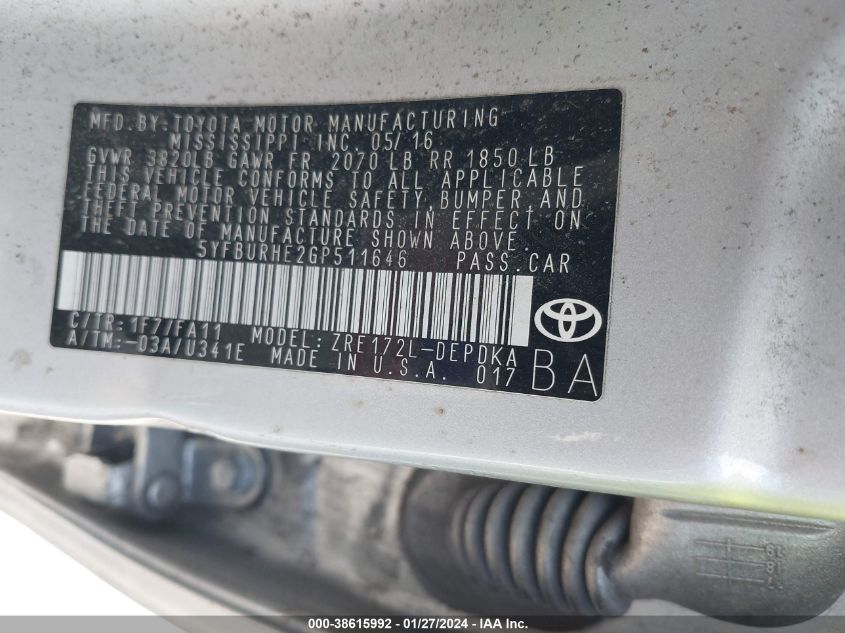 MFD.BY:TOYOTA MOTOR MANUFACTURING
MISSISSIPPI INC. 05/16
GVWR 3820LB GAWR FR 2070 LB RR 1850 LB
THIS VEHICLE CONFORMS TO ALL APPLICABLE
FEDERAL MOTOR VEHICLE SAFETY,BUMPER,AND
THEFT PREVENTION STANDARDS IN EFFECT ON
THE DATE OF MANUFACTURE SHOWN ABOVE.
5YFBURHE2GP511646 PASS.CAR
C/TR:1F7/FA11 MODEL:ZRE172L-DEPDKA
A/TM:-03A/U341E MADE IN U.S.A. 017
BA
000-38615992 - 01/27/2024 - IAA Inc.